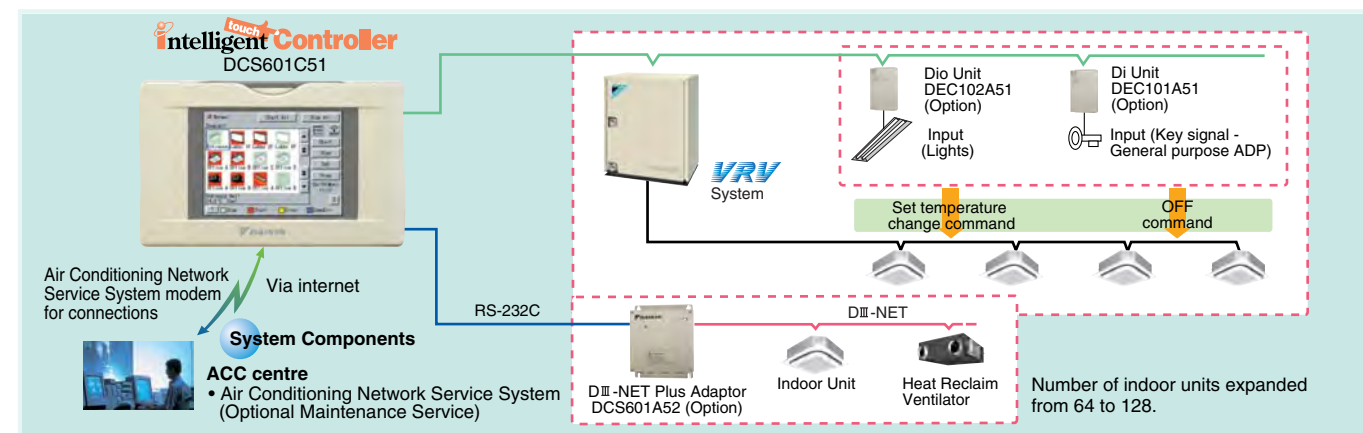 touch
intelligent Controller
DCS601C51
DAIKIN
Air Conditioning Network
Service System modem
for connections
Via internet
System Components
ACC centre
• Air Conditioning Network Service System
(Optional Maintenance Service)
VRV
System
Dio Unit
DEC102A51
(Option)
Input
(Lights)
Di Unit
DEC101A51
(Option)
Input (Key signal -
General purpose ADP)
Set temperature
change command
OFF
command
RS-232C
DⅢ-NET
DⅢ-NET Plus Adaptor
DCS601A52 (Option)
Indoor Unit
Heat Reclaim
Ventilator
Number of indoor units expanded
from 64 to 128.